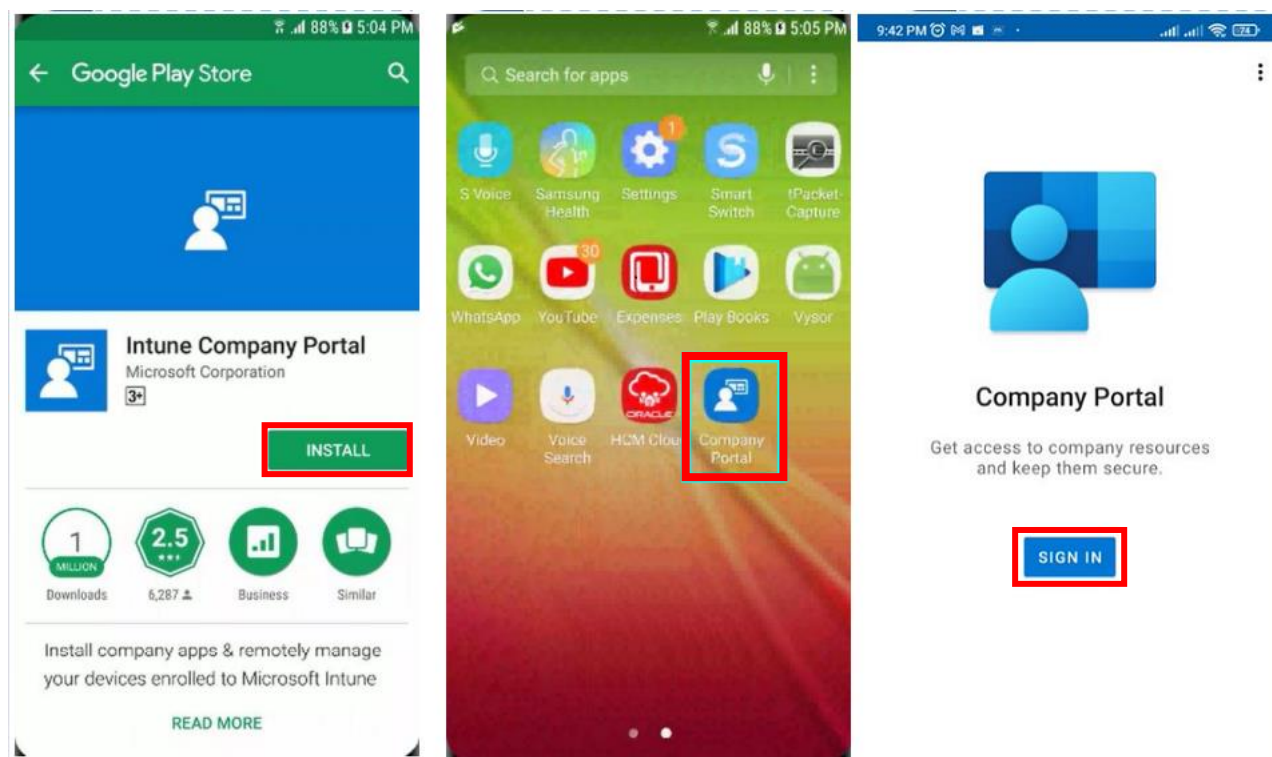 88% 5:04 PM
Google Play Store
Intune Company Portal
Microsoft Corporation
3+
INSTALL
1
MILLION
2.5
Downloads
6,287
Business
Similar
Install company apps & remotely manage
your devices enrolled to Microsoft Intune
READ MORE
88% 5:05 PM
Search for apps
1
S Voice
Samsung
Health
Settings
S
Smart
Switch
tPacket-
Capture
30
WhatsApp
YouTube
Expenses
Play Books
Vysor
ORACLE
Video
Voice
Search
HCM Clou
Company
Portal
9:42 PM
74
Company Portal
Get access to company resources
and keep them secure.
SIGN IN